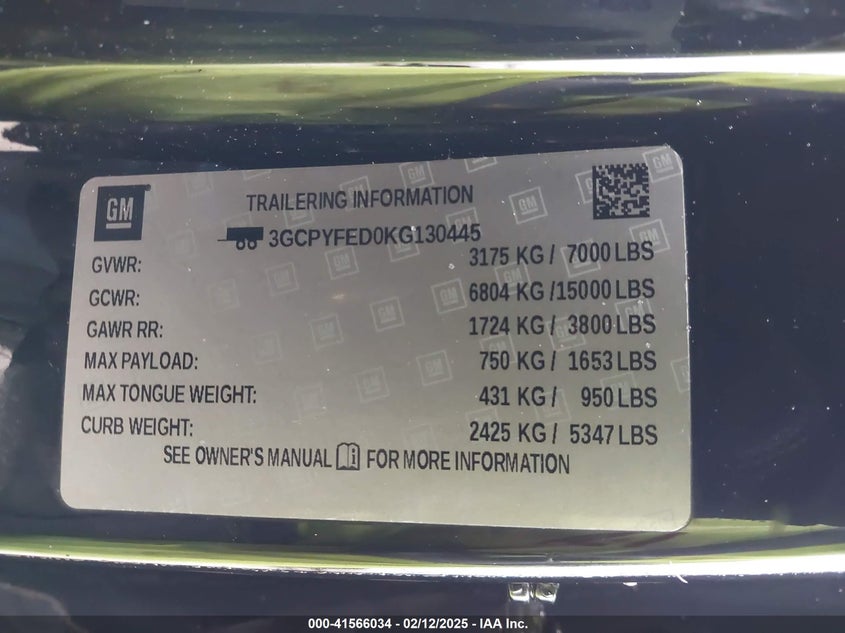 GM
TRAILERING INFORMATION
3GCPYFED0KG130445
GVWR: 3175 KG / 7000 LBS
GCWR: 6804 KG /15000 LBS
GAWR RR: 1724 KG / 3800 LBS
MAX PAYLOAD: 750 KG / 1653 LBS
MAX TONGUE WEIGHT: 431 KG / 950 LBS
CURB WEIGHT: 2425 KG / 5347 LBS
SEE OWNER'S MANUAL FOR MORE INFORMATION
000-41566034 - 02/12/2025 - IAA Inc.